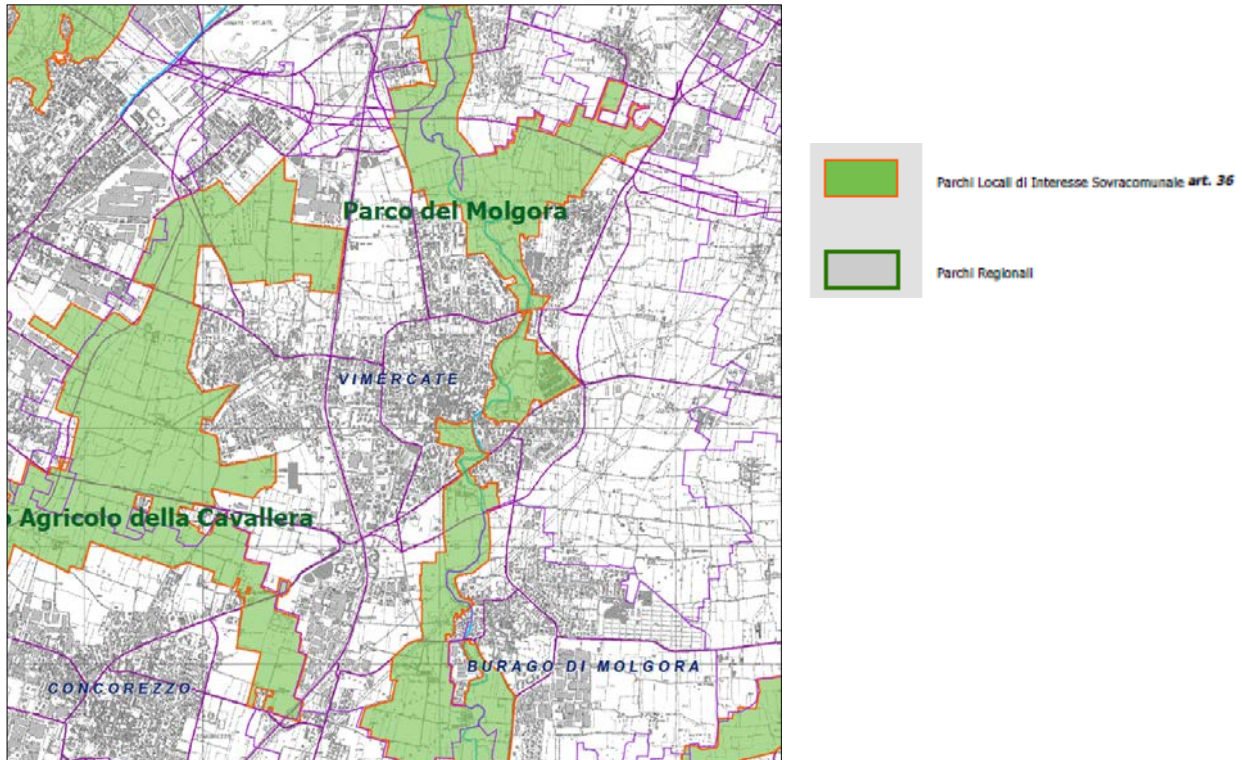 Parco del Molgora
VIMERCATE
Agricolo della Cavallera
BURAGO DI MOLGORA
CONCOREZZO
Parchi Locali di Interesse Sovracomunale art. 36
Parchi Regionali